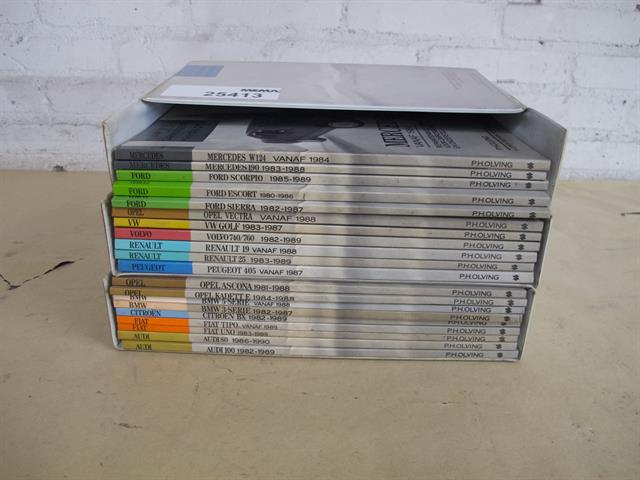 25413
MERCEDES MERCEDES W124 VANAF 1984 P.H.OLVING
MERCEDES MERCEDES 190 1983-1988 P.H.OLVING
FORD FORD SCORPIO 1985-1989 P.H.OLVING
FORD FORD ESCORT 1980-1986 P.H.OLVING
FORD FORD SIERRA 1982-1987 P.H.OLVING
OPEL OPEL VECTRA VANAF 1988 P.H.OLVING
VW VW GOLF 1983-1987 P.H.OLVING
VOLVO VOLVO 740/760 1982-1989 P.H.OLVING
RENAULT RENAULT 19 VANAF 1988 P.H.OLVING
RENAULT RENAULT 25 1983-1989 P.H.OLVING
PEUGEOT PEUGEOT 405 VANAF 1987 P.H.OLVING
OPEL OPEL ASCONA 1981-1988 P.H.OLVING
OPEL OPEL KADETT E 1984-1988 P.H.OLVING
BMW BMW 5-SERIE VANAF 1988 P.H.OLVING
BMW BMW 3-SERIE 1982-1987 P.H.OLVING
CITROËN CITROËN BX 1982-1989 P.H.OLVING
FIAT FIAT TIPO VANAF 1989 P.H.OLVING
FIAT FIAT UNO 1983-1989 P.H.OLVING
AUDI AUDI 80 1986-1990 P.H.OLVING
AUDI AUDI 100 1982-1989 P.H.OLVING